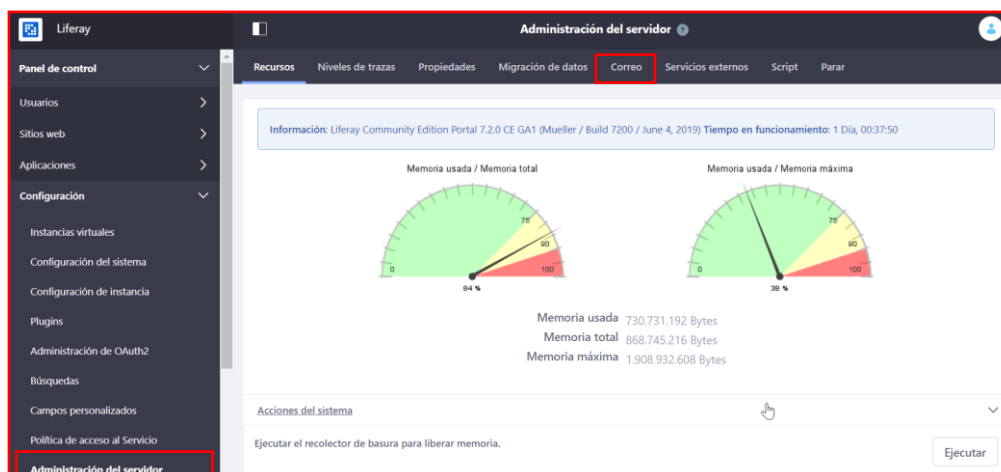 Liferay
Administración del servidor
Panel de control
Recursos Niveles de trazas Propiedades Migración de datos Correo Servicios externos Script Parar
Usuarios
Sitios web
Aplicaciones
Configuración
Instancias virtuales
Configuración del sistema
Configuración de instancia
Plugins
Administración de OAuth2
Búsquedas
Campos personalizados
Política de acceso al Servicio
Administración del servidor
Información: Liferay Community Edition Portal 7.2.0 CE GA1 (Mueller / Build 7200 / June 4, 2019) Tiempo en funcionamiento: 1 Día, 00:37:50
Memoria usada / Memoria total
0 75 90 100
84 %
Memoria usada / Memoria máxima
0 75 90 100
38 %
Memoria usada 730.731.192 Bytes
Memoria total 868.745.216 Bytes
Memoria máxima 1.908.932.608 Bytes
Acciones del sistema
Ejecutar el recolector de basura para liberar memoria.
Ejecutar